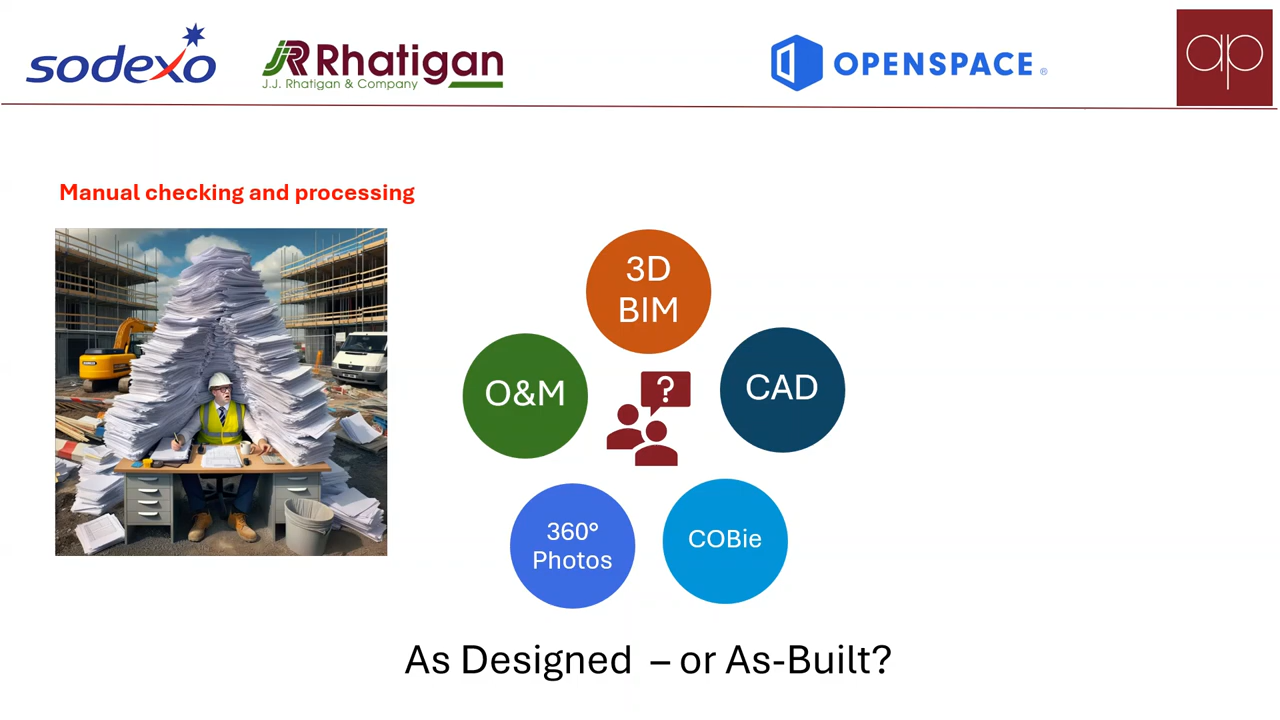 sodexo
JR Rhatigan
J.J. Rhatigan & Company
OPENSPACE®
ap
Manual checking and processing
3D
BIM
O&M
?
CAD
360°
Photos
COBie
As Designed – or As-Built?